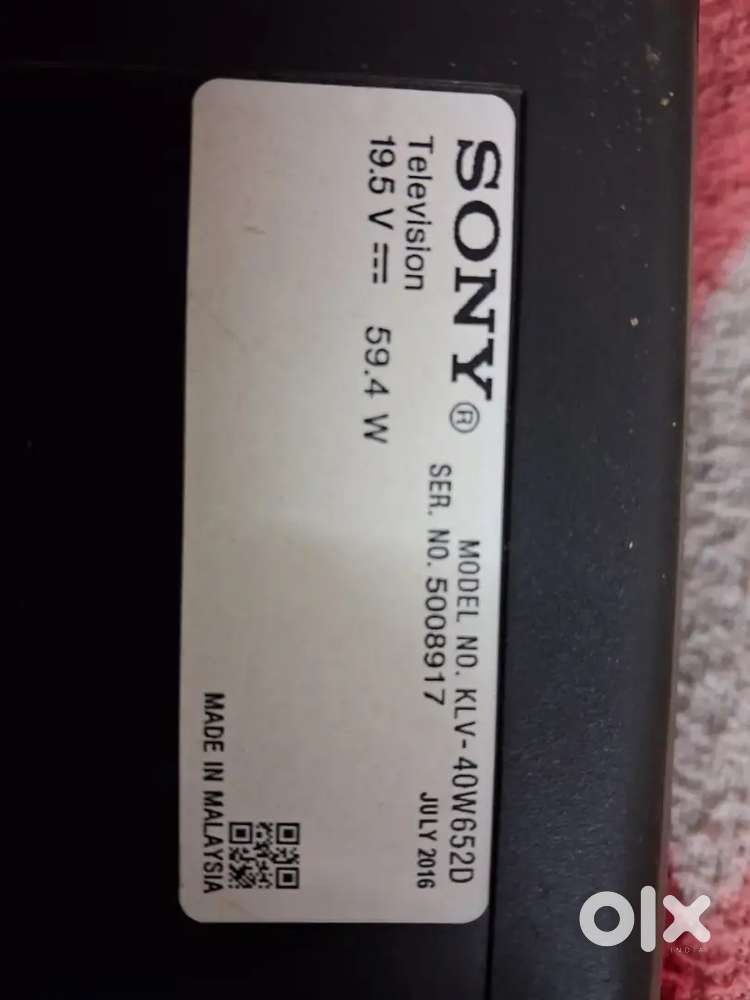 SONY®
MODEL NO. KLV-40W652D
Television
SER. NO. 5008917
JULY 2016
19.5 V ⎓ 59.4 W
MADE IN MALAYSIA
olx
INDIA